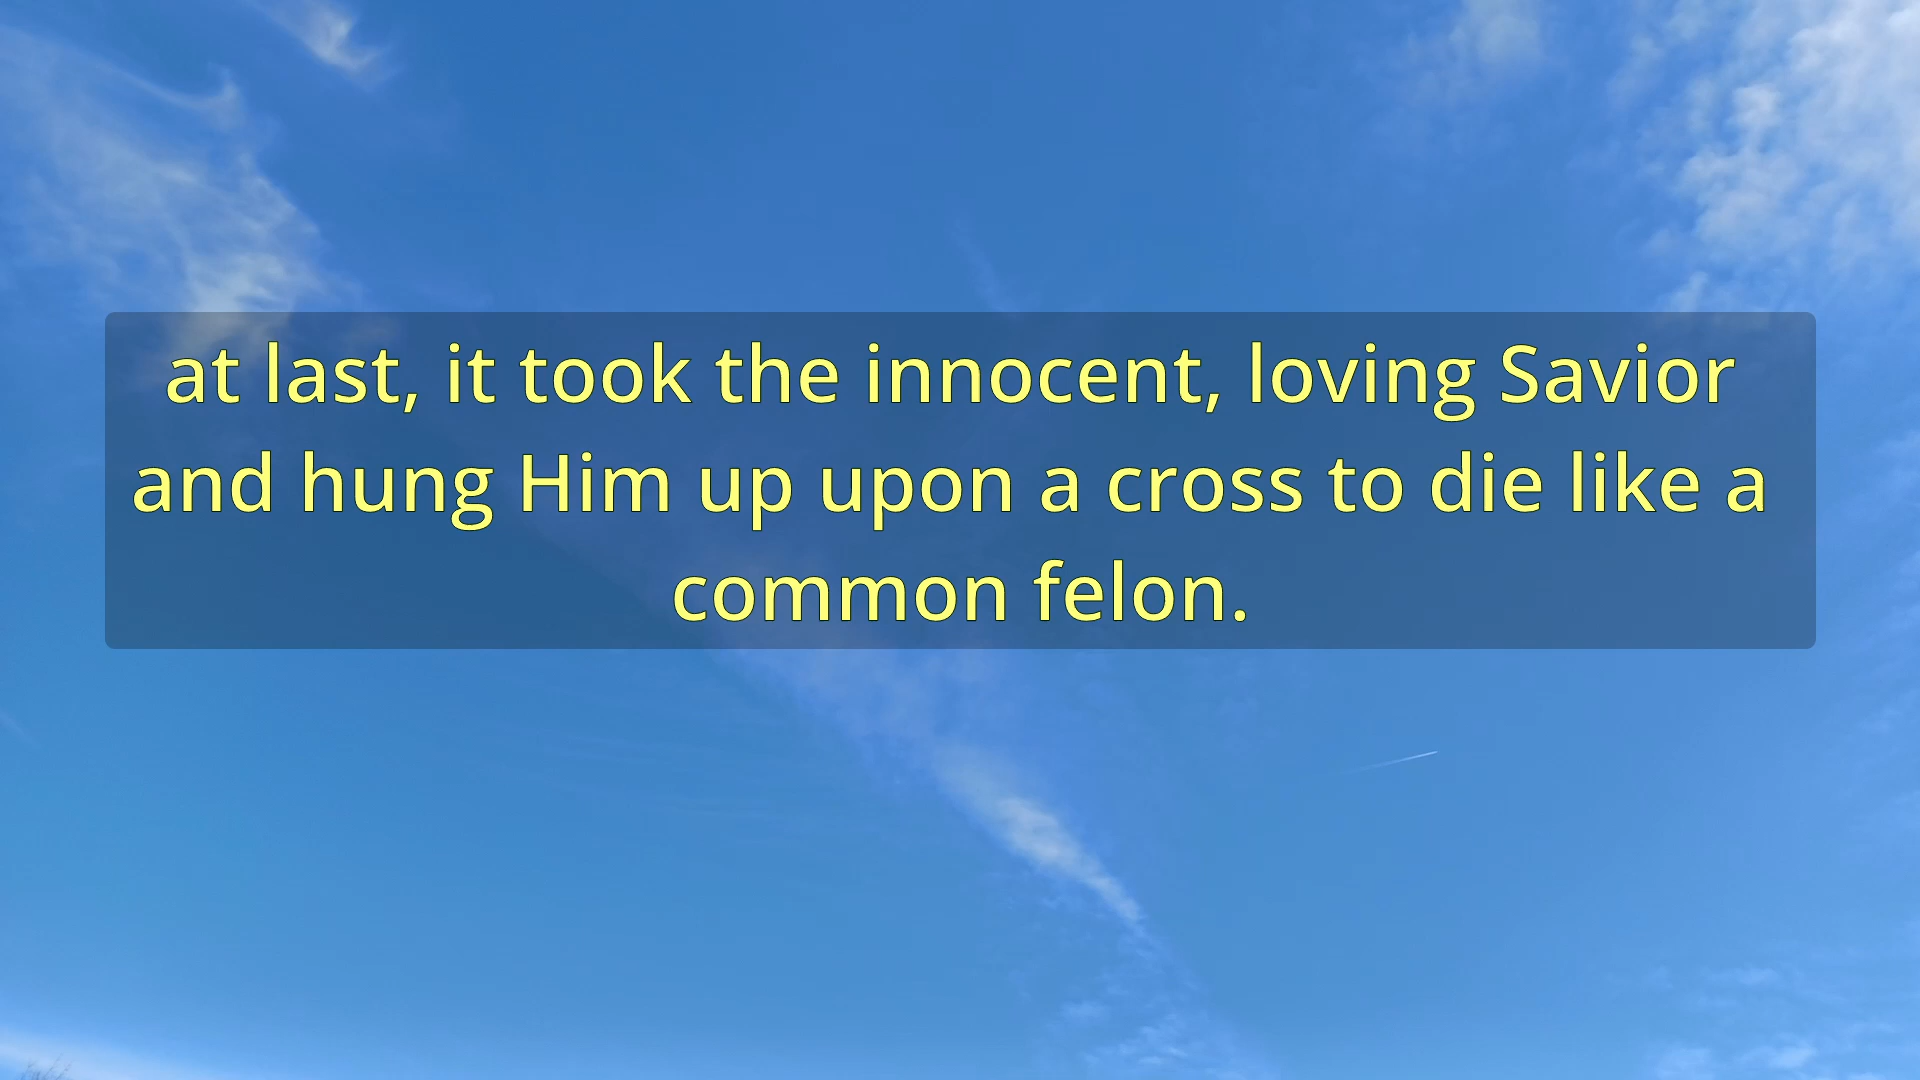 at last, it took the innocent, loving Savior
and hung Him up upon a cross to die like a
common felon.